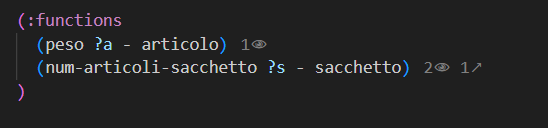 (:functions
(peso ?a - articolo) 1👁
(num-articoli-sacchetto ?s - sacchetto) 2👁 1↗
)